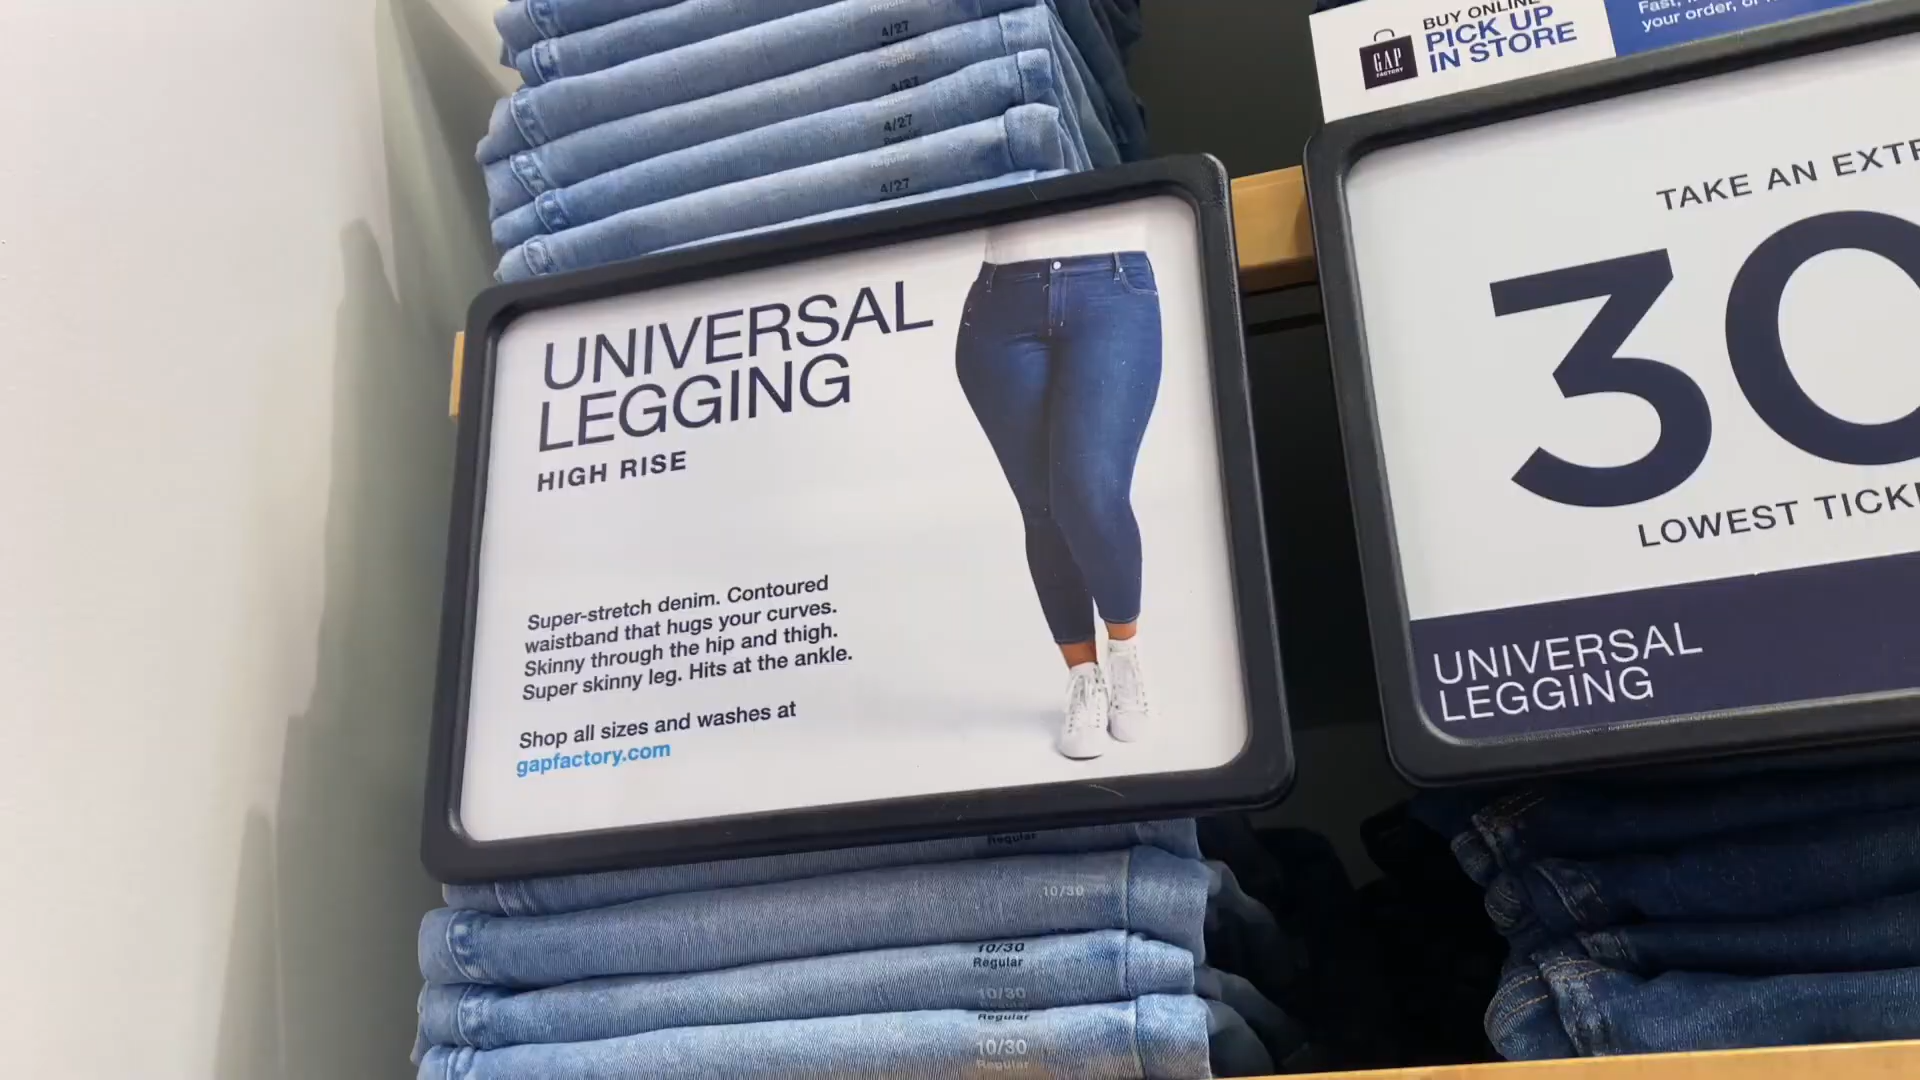 4/27
Regular
4/27
4/27
Regular
4/27
UNIVERSAL
LEGGING
HIGH RISE
Super-stretch denim. Contoured
waistband that hugs your curves.
Skinny through the hip and thigh.
Super skinny leg. Hits at the ankle.
Shop all sizes and washes at
gapfactory.com
Regular
10/30
10/30
Regular
10/30
Regular
10/30
Regular
BUY ONLINE
PICK UP
IN STORE
GAP
FACTORY
your order, or
TAKE AN
30
LOWEST
UNIVERSAL
LEGGING